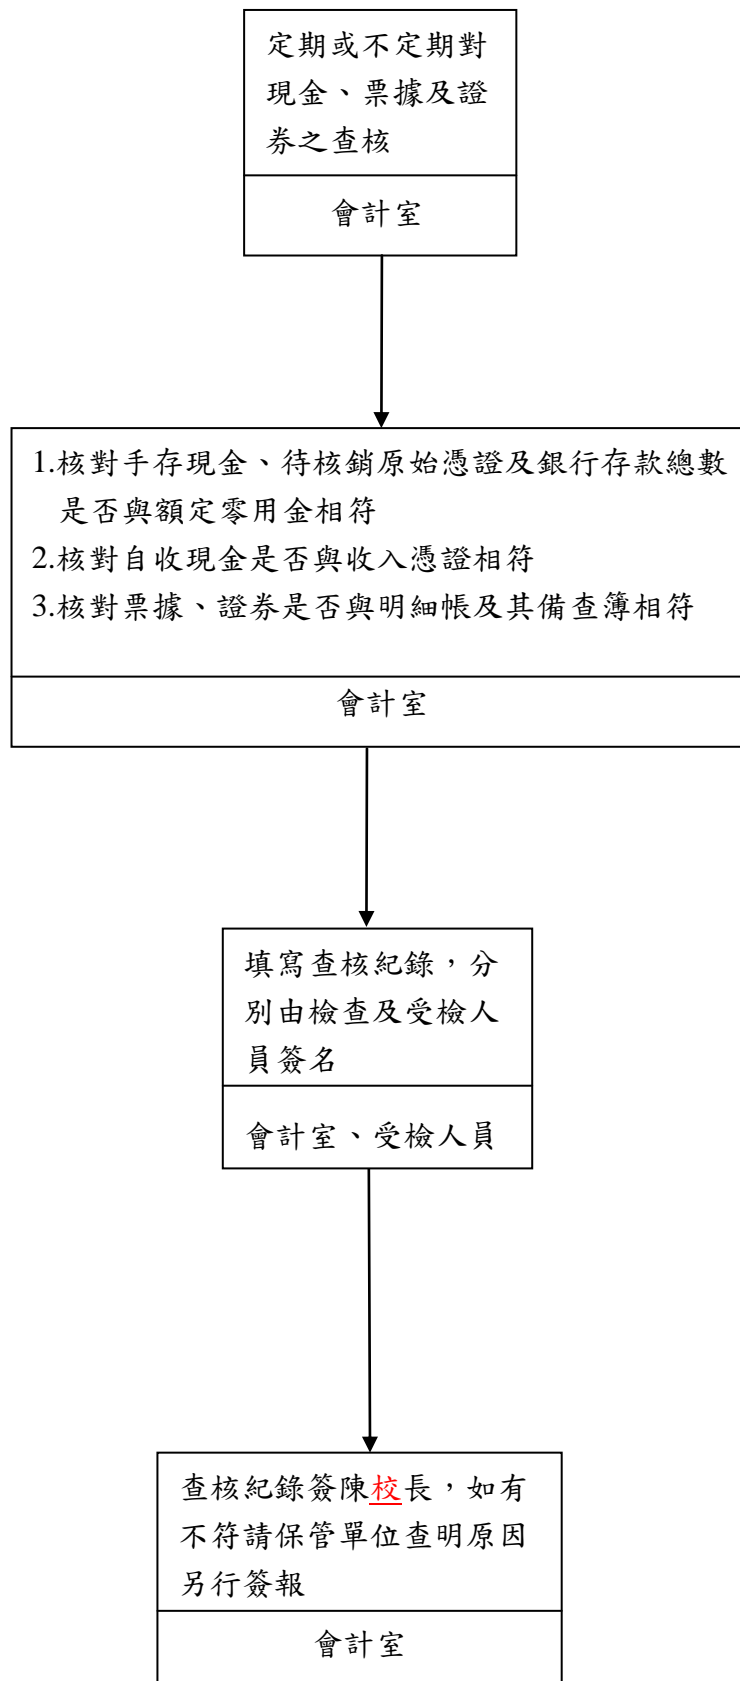 定期或不定期對
現金、票據及證
券之查核
會計室
1.核對手存現金、待核銷原始憑證及銀行存款總數
是否與額定零用金相符
2.核對自收現金是否與收入憑證相符
3.核對票據、證券是否與明細帳及其備查簿相符
會計室
填寫查核紀錄，分
別由檢查及受檢人
員簽名
會計室、受檢人員
查核紀錄簽陳校長，如有
不符請保管單位查明原因
另行簽報
會計室